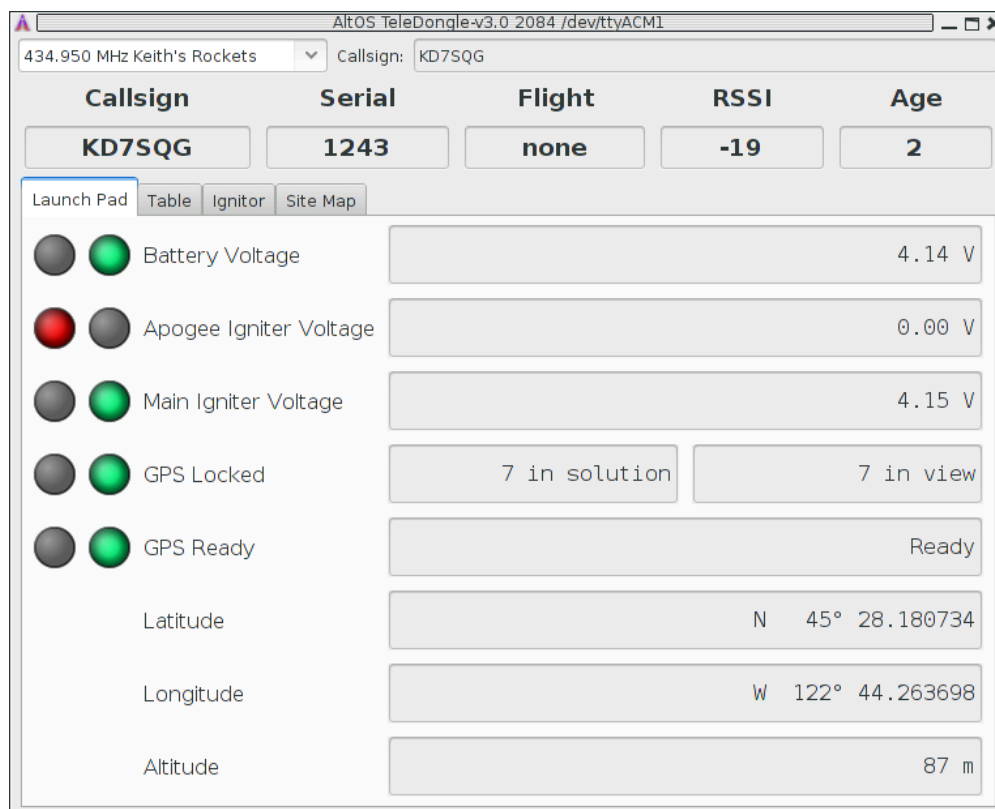 AltOS TeleDongle-v3.0 2084 /dev/ttyACM1
434.950 MHz Keith's Rockets Callsign: KD7SQG
Callsign Serial Flight RSSI Age
KD7SQG 1243 none -19 2
Launch Pad Table Ignitor Site Map
Battery Voltage 4.14 V
Apogee Igniter Voltage 0.00 V
Main Igniter Voltage 4.15 V
GPS Locked 7 in solution 7 in view
GPS Ready Ready
Latitude N 45° 28.180734
Longitude W 122° 44.263698
Altitude 87 m